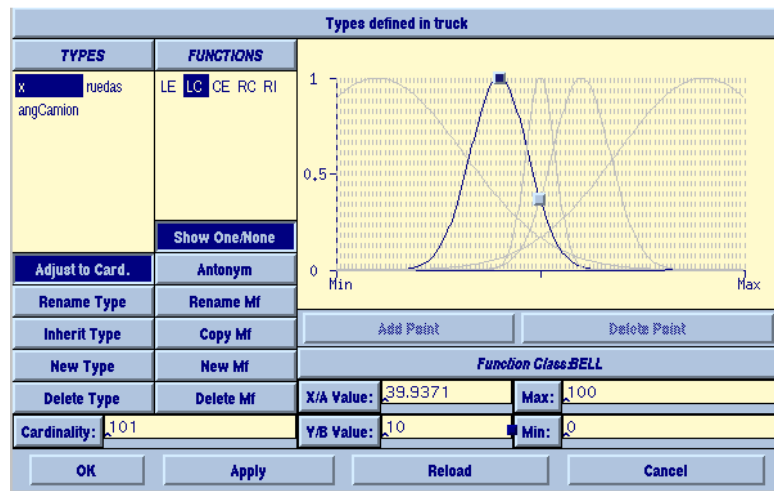 Types defined in truck
TYPES FUNCTIONS
x ruedas LE LC CE RC RI
angCamion
1
0.5
0
Min Max
Show One/None
Adjust to Card. Antonym
Rename Type Rename Mf
Add Point Delete Point
Inherit Type Copy Mf
New Type New Mf
Function Class:BELL
Delete Type Delete Mf
X/A Value: 39.9371 Max: 100
Cardinality: 101 Y/B Value: 10 Min: 0
OK Apply Reload Cancel